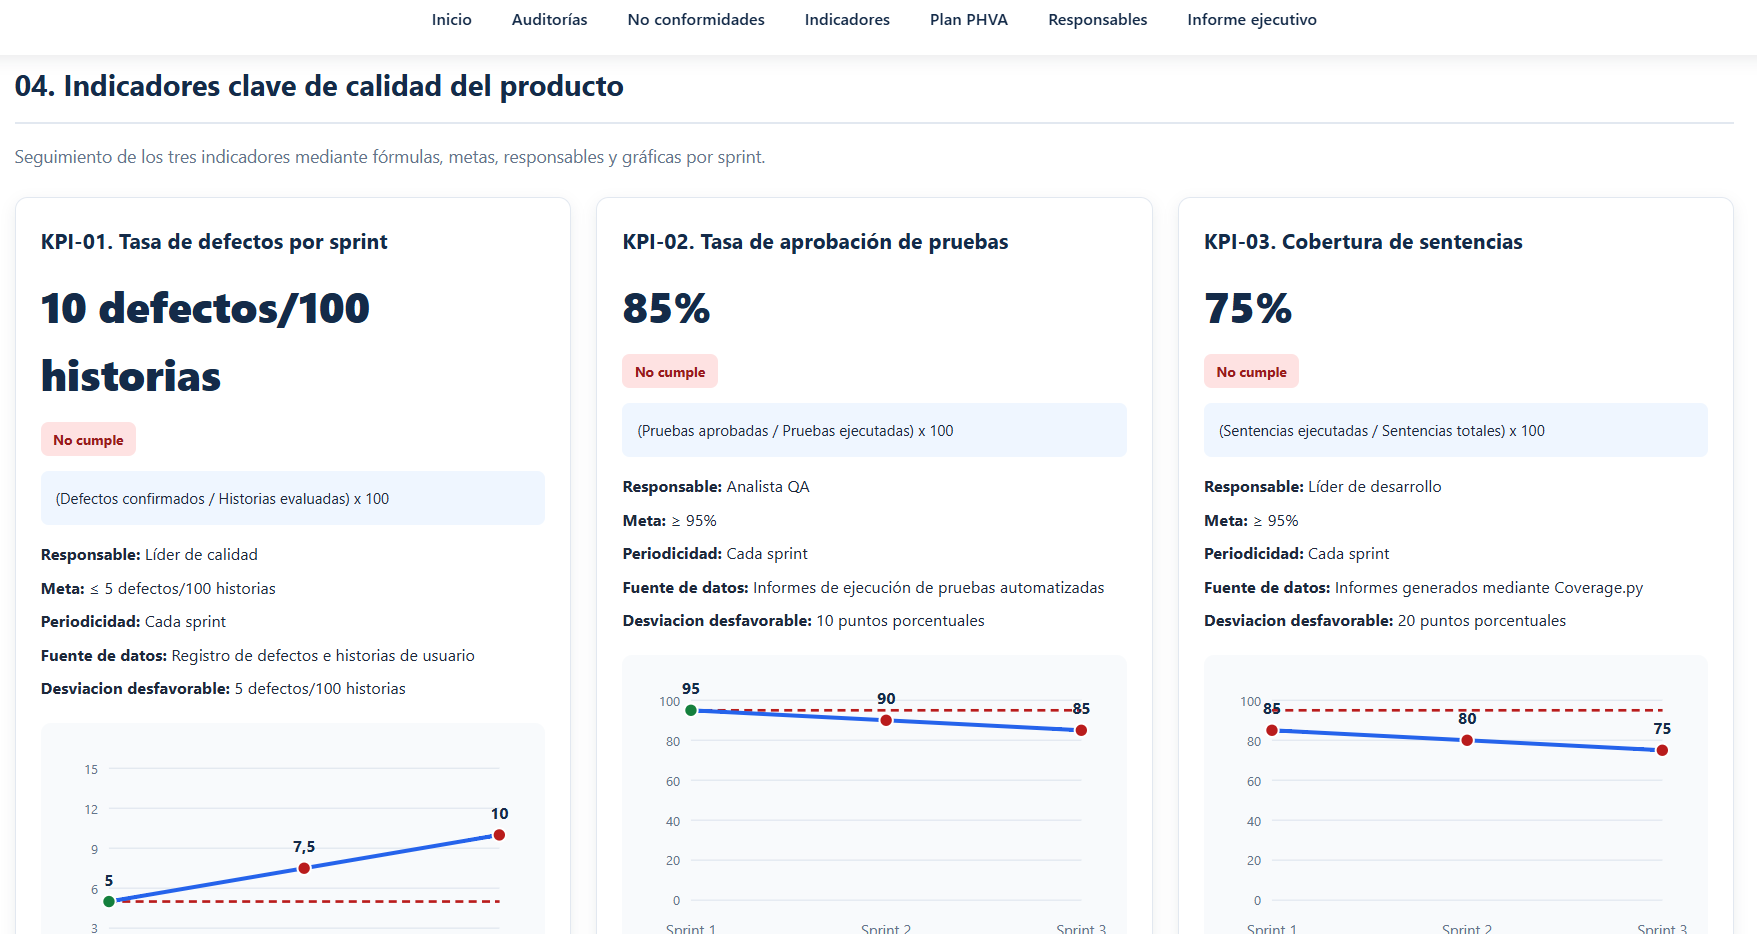 Inicio Auditorías No conformidades Indicadores Plan PHVA Responsables Informe ejecutivo
04. Indicadores clave de calidad del producto
Seguimiento de los tres indicadores mediante fórmulas, metas, responsables y gráficas por sprint.
KPI-01. Tasa de defectos por sprint
10 defectos/100
historias
No cumple
(Defectos confirmados / Historias evaluadas) x 100
Responsable: Líder de calidad
Meta: ≤ 5 defectos/100 historias
Periodicidad: Cada sprint
Fuente de datos: Registro de defectos e historias de usuario
Desviacion desfavorable: 5 defectos/100 historias
15
12
9
6
3
5
7,5
10
KPI-02. Tasa de aprobación de pruebas
85%
No cumple
(Pruebas aprobadas / Pruebas ejecutadas) x 100
Responsable: Analista QA
Meta: ≥ 95%
Periodicidad: Cada sprint
Fuente de datos: Informes de ejecución de pruebas automatizadas
Desviacion desfavorable: 10 puntos porcentuales
100
80
60
40
20
0
95
90
85
Sprint 1 Sprint 2 Sprint 3
KPI-03. Cobertura de sentencias
75%
No cumple
(Sentencias ejecutadas / Sentencias totales) x 100
Responsable: Líder de desarrollo
Meta: ≥ 95%
Periodicidad: Cada sprint
Fuente de datos: Informes generados mediante Coverage.py
Desviacion desfavorable: 20 puntos porcentuales
100
80
60
40
20
0
85
80
75
Sprint 1 Sprint 2 Sprint 3